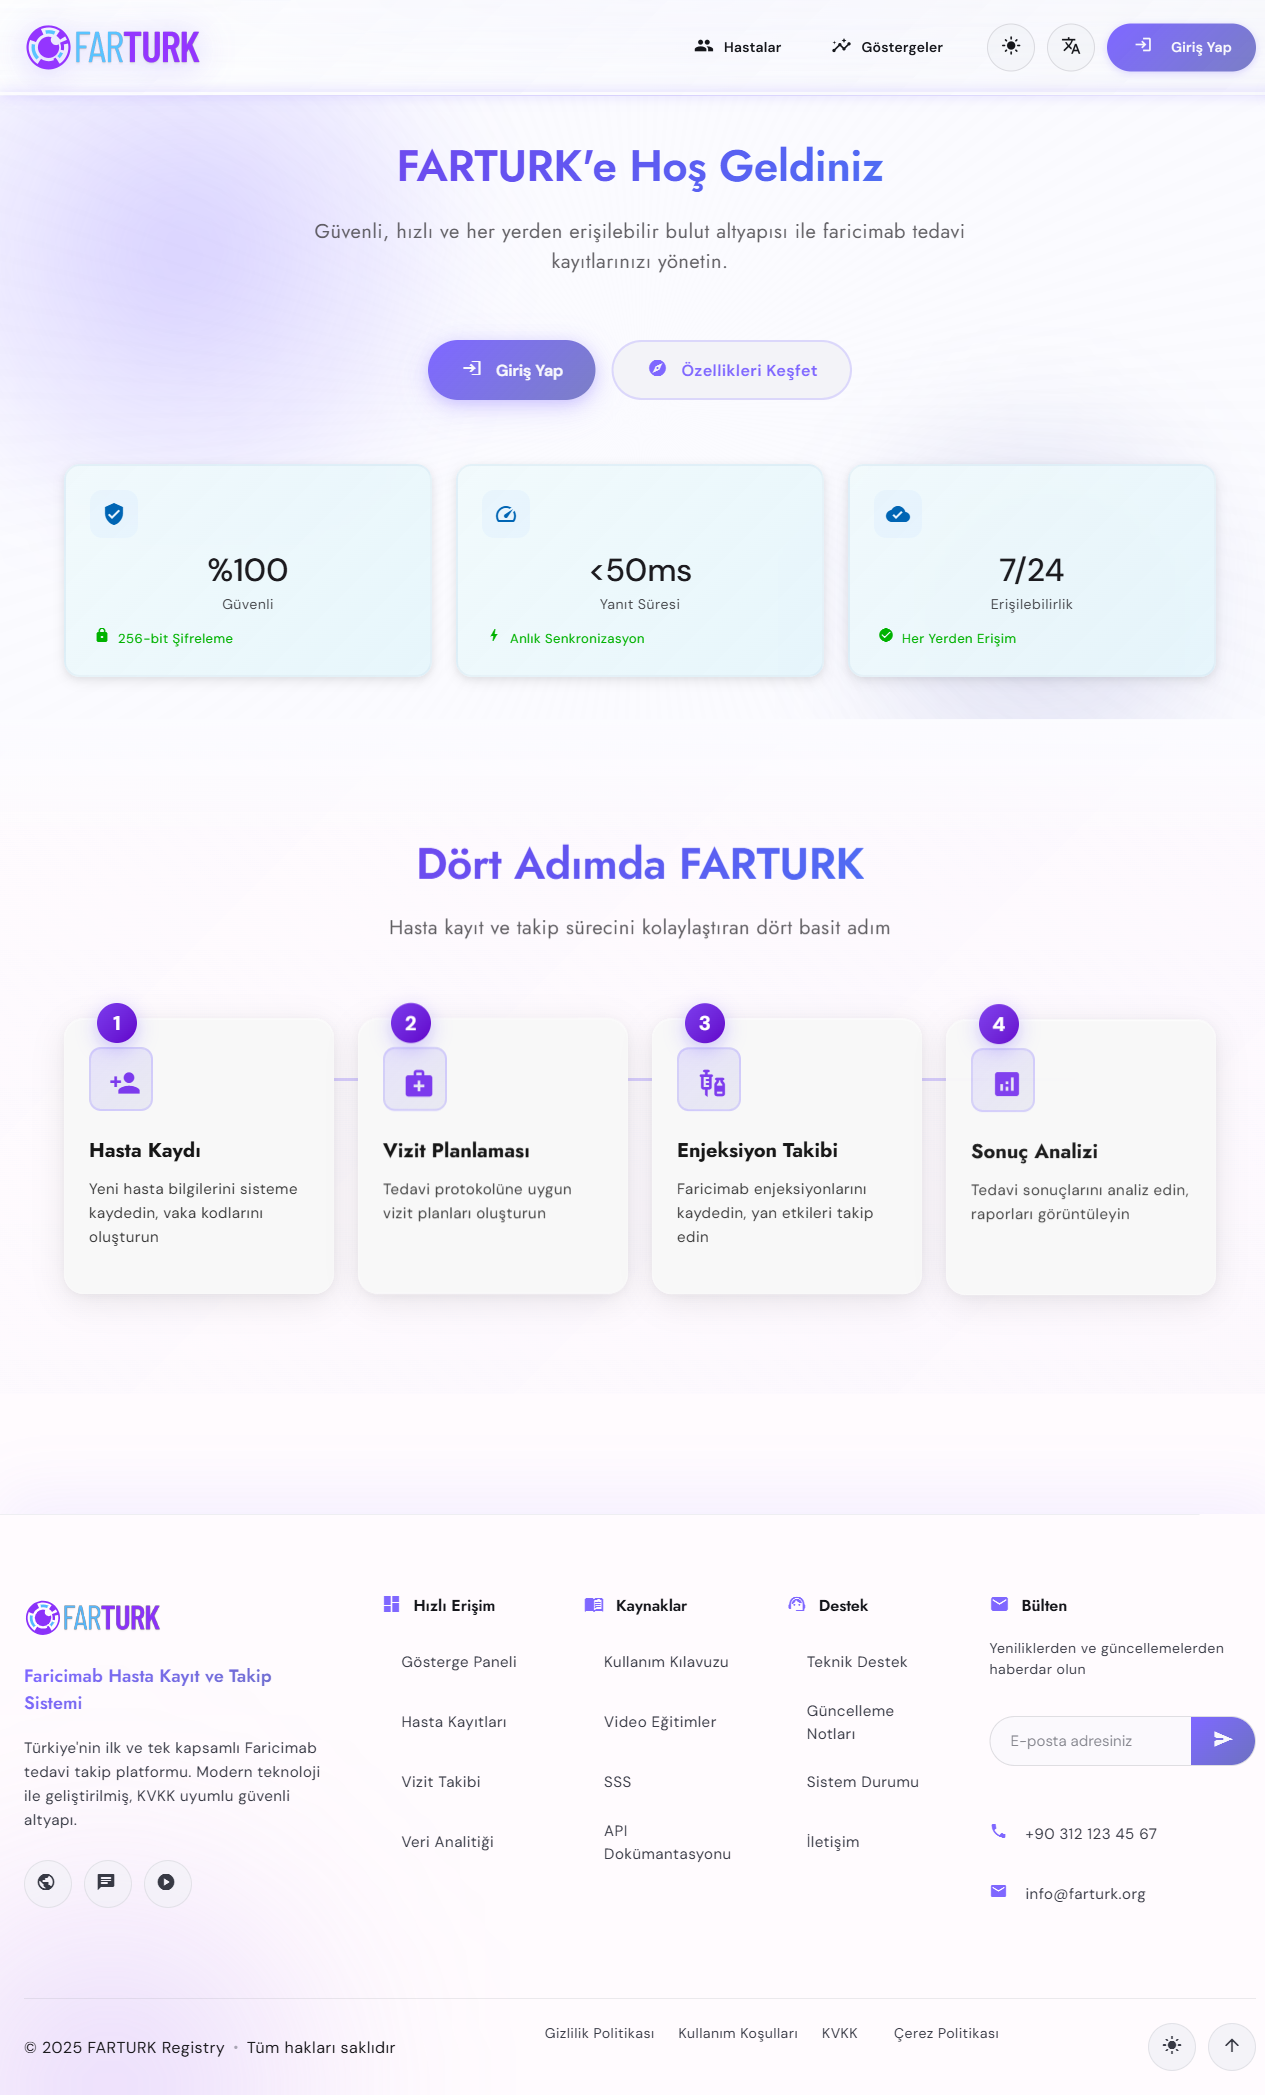 FARTURK
Hastalar
Göstergeler
Giriş Yap
FARTURK'e Hoş Geldiniz
Güvenli, hızlı ve her yerden erişilebilir bulut altyapısı ile faricimab tedavi
kayıtlarınızı yönetin.
Giriş Yap
Özellikleri Keşfet
%100
Güvenli
256-bit Şifreleme
<50ms
Yanıt Süresi
Anlık Senkronizasyon
7/24
Erişilebilirlik
Her Yerden Erişim
Dört Adımda FARTURK
Hasta kayıt ve takip sürecini kolaylaştıran dört basit adım
1
Hasta Kaydı
Yeni hasta bilgilerini sisteme
kaydedin, vaka kodlarını
oluşturun
2
Vizit Planlaması
Tedavi protokolüne uygun
vizit planları oluşturun
3
Enjeksiyon Takibi
Faricimab enjeksiyonlarını
kaydedin, yan etkileri takip
edin
4
Sonuç Analizi
Tedavi sonuçlarını analiz edin,
raporları görüntüleyin
FARTURK
Faricimab Hasta Kayıt ve Takip
Sistemi
Türkiye'nin ilk ve tek kapsamlı Faricimab
tedavi takip platformu. Modern teknoloji
ile geliştirilmiş, KVKK uyumlu güvenli
altyapı.
Hızlı Erişim
Gösterge Paneli
Hasta Kayıtları
Vizit Takibi
Veri Analitiği
Kaynaklar
Kullanım Kılavuzu
Video Eğitimler
SSS
API
Dokümantasyonu
Destek
Teknik Destek
Güncelleme
Notları
Sistem Durumu
İletişim
Bülten
Yeniliklerden ve güncellemelerden
haberdar olun
E-posta adresiniz
+90 312 123 45 67
info@farturk.org
© 2025 FARTURK Registry • Tüm hakları saklıdır
Gizlilik Politikası
Kullanım Koşulları
KVKK
Çerez Politikası